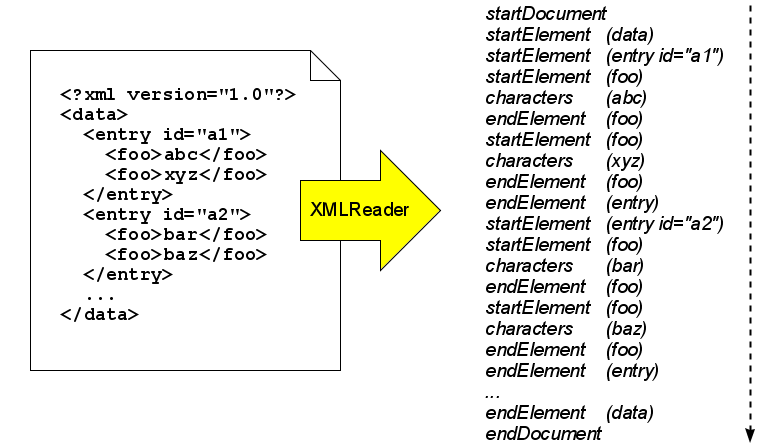 <?xml version="1.0"?>
<data>
<entry id="a1">
<foo>abc</foo>
<foo>xyz</foo>
</entry>
<entry id="a2">
<foo>bar</foo>
<foo>baz</foo>
</entry>
...
</data>
XMLReader
startDocument
startElement (data)
startElement (entry id="a1")
startElement (foo)
characters (abc)
endElement (foo)
startElement (foo)
characters (xyz)
endElement (foo)
endElement (entry)
startElement (entry id="a2")
startElement (foo)
characters (bar)
endElement (foo)
startElement (foo)
characters (baz)
endElement (foo)
endElement (entry)
...
endElement (data)
endDocument